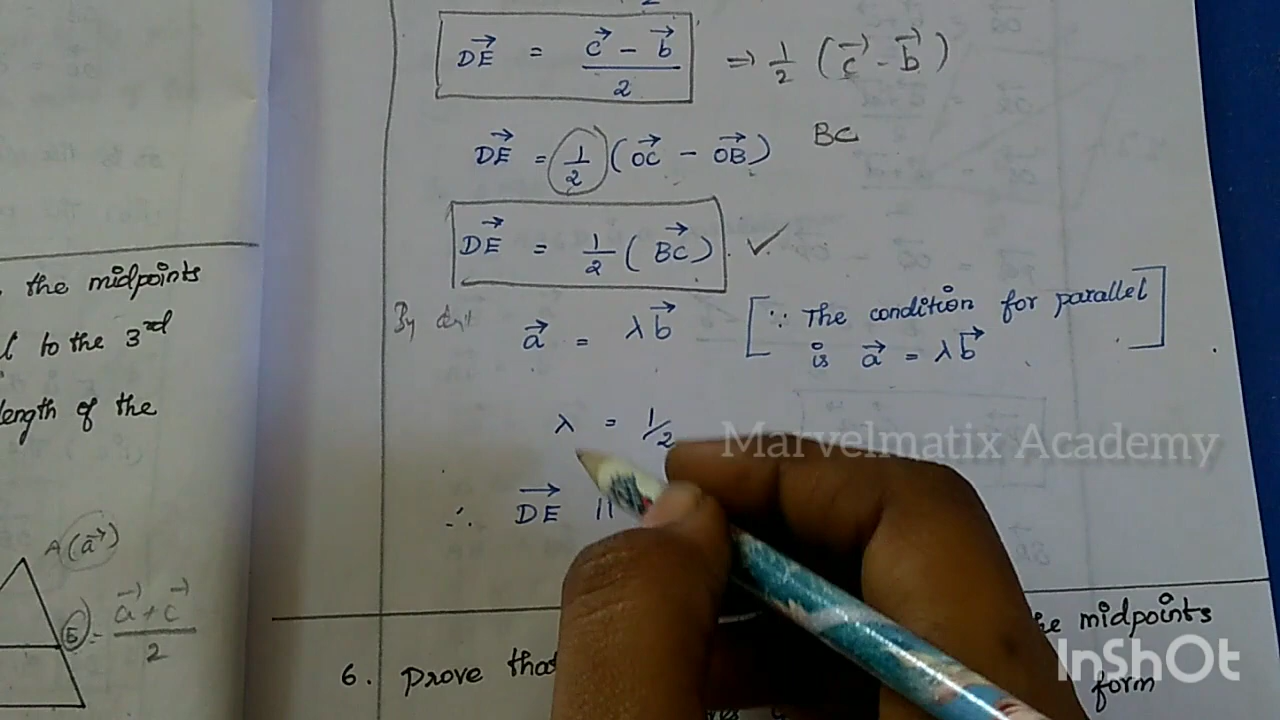 DE⃗ = (c⃗ - b⃗)/2 ⇒ 1/2 (c⃗ - b⃗)
DE⃗ = 1/2 (OC⃗ - OB⃗) BC
DE⃗ = 1/2 (BC⃗) ✓
By
a⃗ = λb⃗ [∵ The condition for parallel
is a⃗ = λb⃗]
λ = 1/2
Marvelmatix Academy
∴ DE⃗ ||
the midpoints
to the 3rd
length of the
A(a⃗)
E = (a⃗ + c⃗)/2
6. Prove that midpoints
form
InShOt